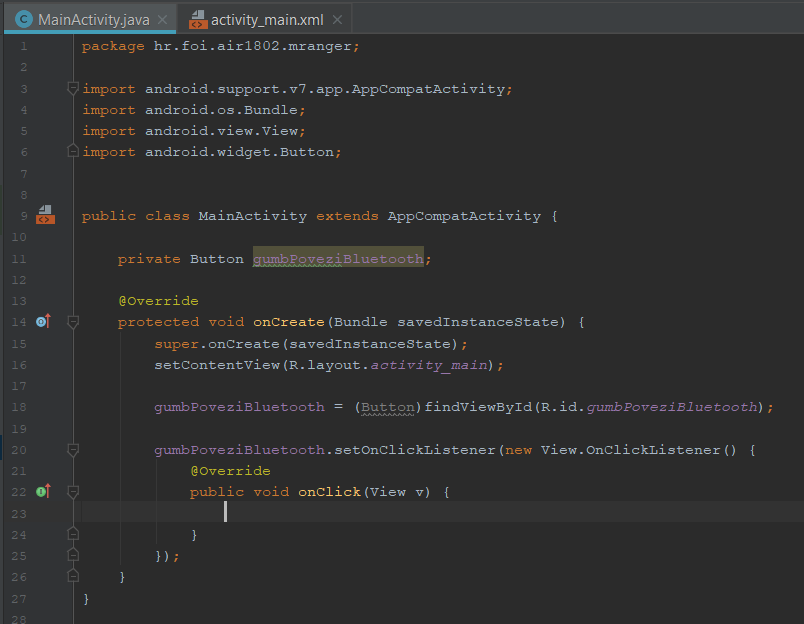 MainActivity.java activity_main.xml
1 package hr.foi.air1802.mranger;
2
3 import android.support.v7.app.AppCompatActivity;
4 import android.os.Bundle;
5 import android.view.View;
6 import android.widget.Button;
7
8
9 public class MainActivity extends AppCompatActivity {
10
11 private Button gumbPoveziBluetooth;
12
13 @Override
14 protected void onCreate(Bundle savedInstanceState) {
15 super.onCreate(savedInstanceState);
16 setContentView(R.layout.activity_main);
17
18 gumbPoveziBluetooth = (Button)findViewById(R.id.gumbPoveziBluetooth);
19
20 gumbPoveziBluetooth.setOnClickListener(new View.OnClickListener() {
21 @Override
22 public void onClick(View v) {
23
24 }
25 });
26 }
27 }
28